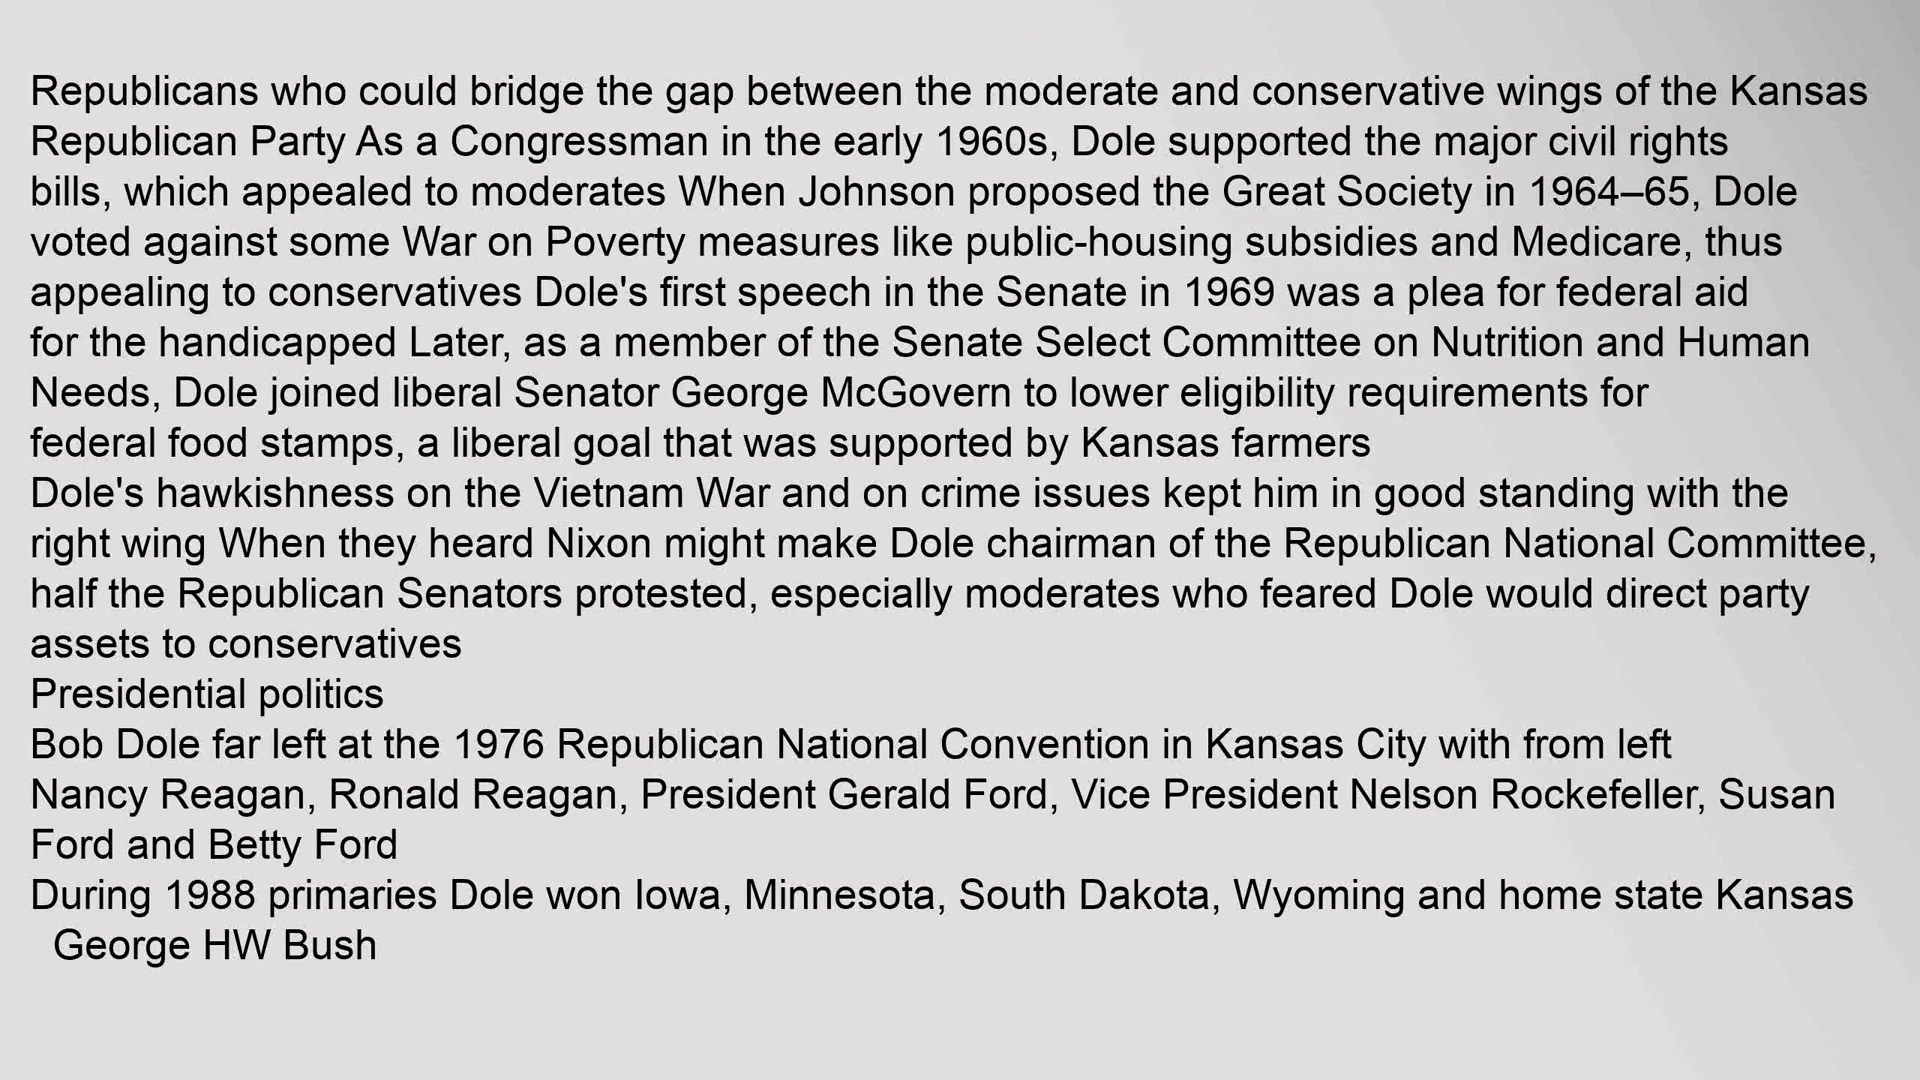 Republicans who could bridge the gap between the moderate and conservative wings of the Kansas
Republican Party As a Congressman in the early 1960s, Dole supported the major civil rights
bills, which appealed to moderates When Johnson proposed the Great Society in 1964–65, Dole
voted against some War on Poverty measures like public-housing subsidies and Medicare, thus
appealing to conservatives Dole's first speech in the Senate in 1969 was a plea for federal aid
for the handicapped Later, as a member of the Senate Select Committee on Nutrition and Human
Needs, Dole joined liberal Senator George McGovern to lower eligibility requirements for
federal food stamps, a liberal goal that was supported by Kansas farmers
Dole's hawkishness on the Vietnam War and on crime issues kept him in good standing with the
right wing When they heard Nixon might make Dole chairman of the Republican National Committee,
half the Republican Senators protested, especially moderates who feared Dole would direct party
assets to conservatives
Presidential politics
Bob Dole far left at the 1976 Republican National Convention in Kansas City with from left
Nancy Reagan, Ronald Reagan, President Gerald Ford, Vice President Nelson Rockefeller, Susan
Ford and Betty Ford
During 1988 primaries Dole won Iowa, Minnesota, South Dakota, Wyoming and home state Kansas
George HW Bush